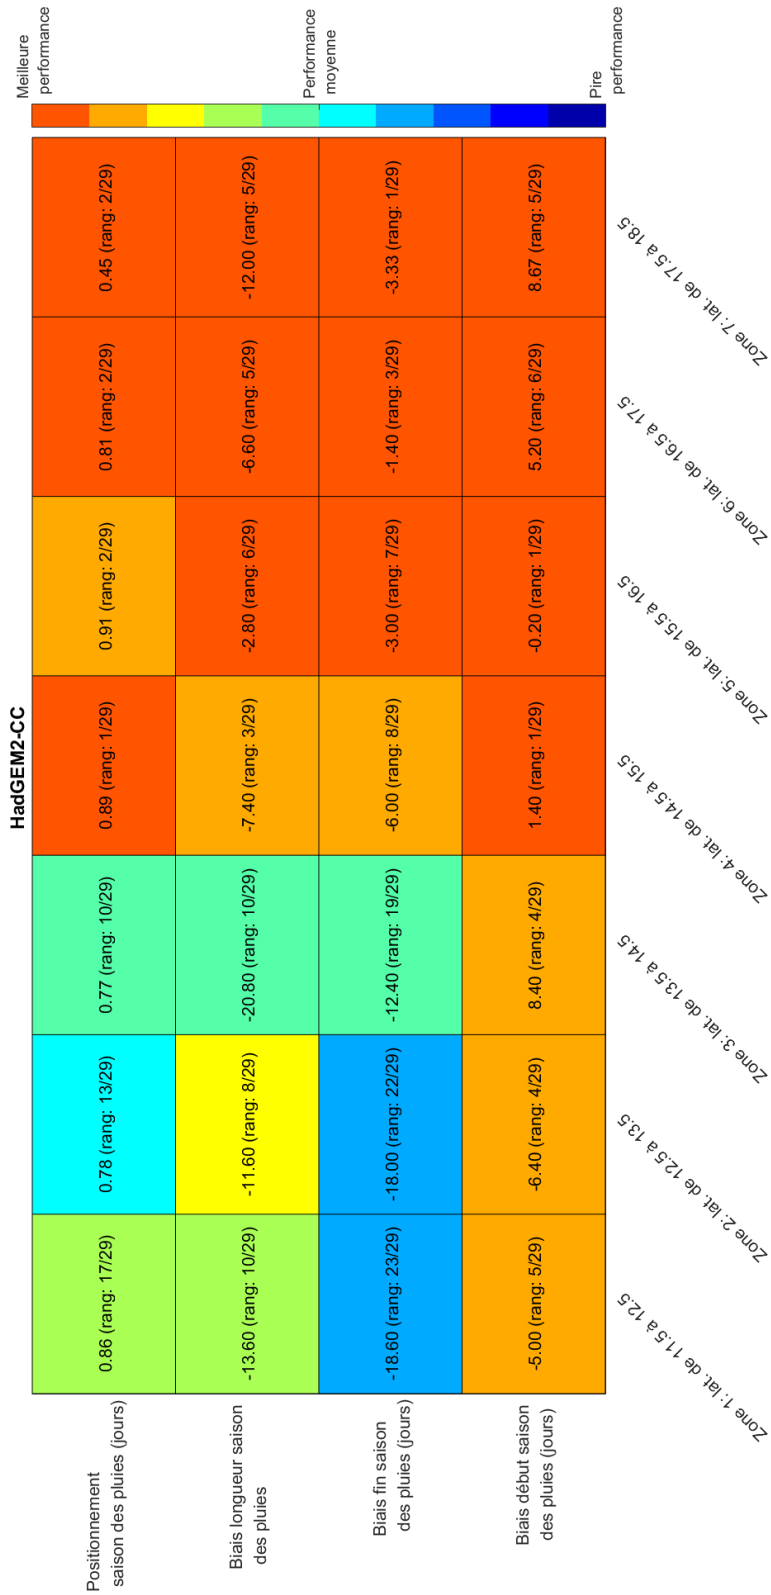 HadGEM2-CC
Positionnement
saison des pluies (jours)
0.86 (rang: 17/29)
0.78 (rang: 13/29)
0.77 (rang: 10/29)
0.89 (rang: 1/29)
0.91 (rang: 2/29)
0.81 (rang: 2/29)
0.45 (rang: 2/29)
Biais longueur saison
des pluies
-13.60 (rang: 10/29)
-11.60 (rang: 8/29)
-20.80 (rang: 10/29)
-7.40 (rang: 3/29)
-2.80 (rang: 6/29)
-6.60 (rang: 5/29)
-12.00 (rang: 5/29)
Biais fin saison
des pluies (jours)
-18.60 (rang: 23/29)
-18.00 (rang: 22/29)
-12.40 (rang: 19/29)
-6.00 (rang: 8/29)
-3.00 (rang: 7/29)
-1.40 (rang: 3/29)
-3.33 (rang: 1/29)
Biais début saison
des pluies (jours)
-5.00 (rang: 5/29)
-6.40 (rang: 4/29)
8.40 (rang: 4/29)
1.40 (rang: 1/29)
-0.20 (rang: 1/29)
5.20 (rang: 6/29)
8.67 (rang: 5/29)
Zone 1: lat. de 11.5 à 12.5
Zone 2: lat. de 12.5 à 13.5
Zone 3: lat. de 13.5 à 14.5
Zone 4: lat. de 14.5 à 15.5
Zone 5: lat. de 15.5 à 16.5
Zone 6: lat. de 16.5 à 17.5
Zone 7: lat. de 17.5 à 18.5
Meilleure
performance
Performance
moyenne
Pire
performance